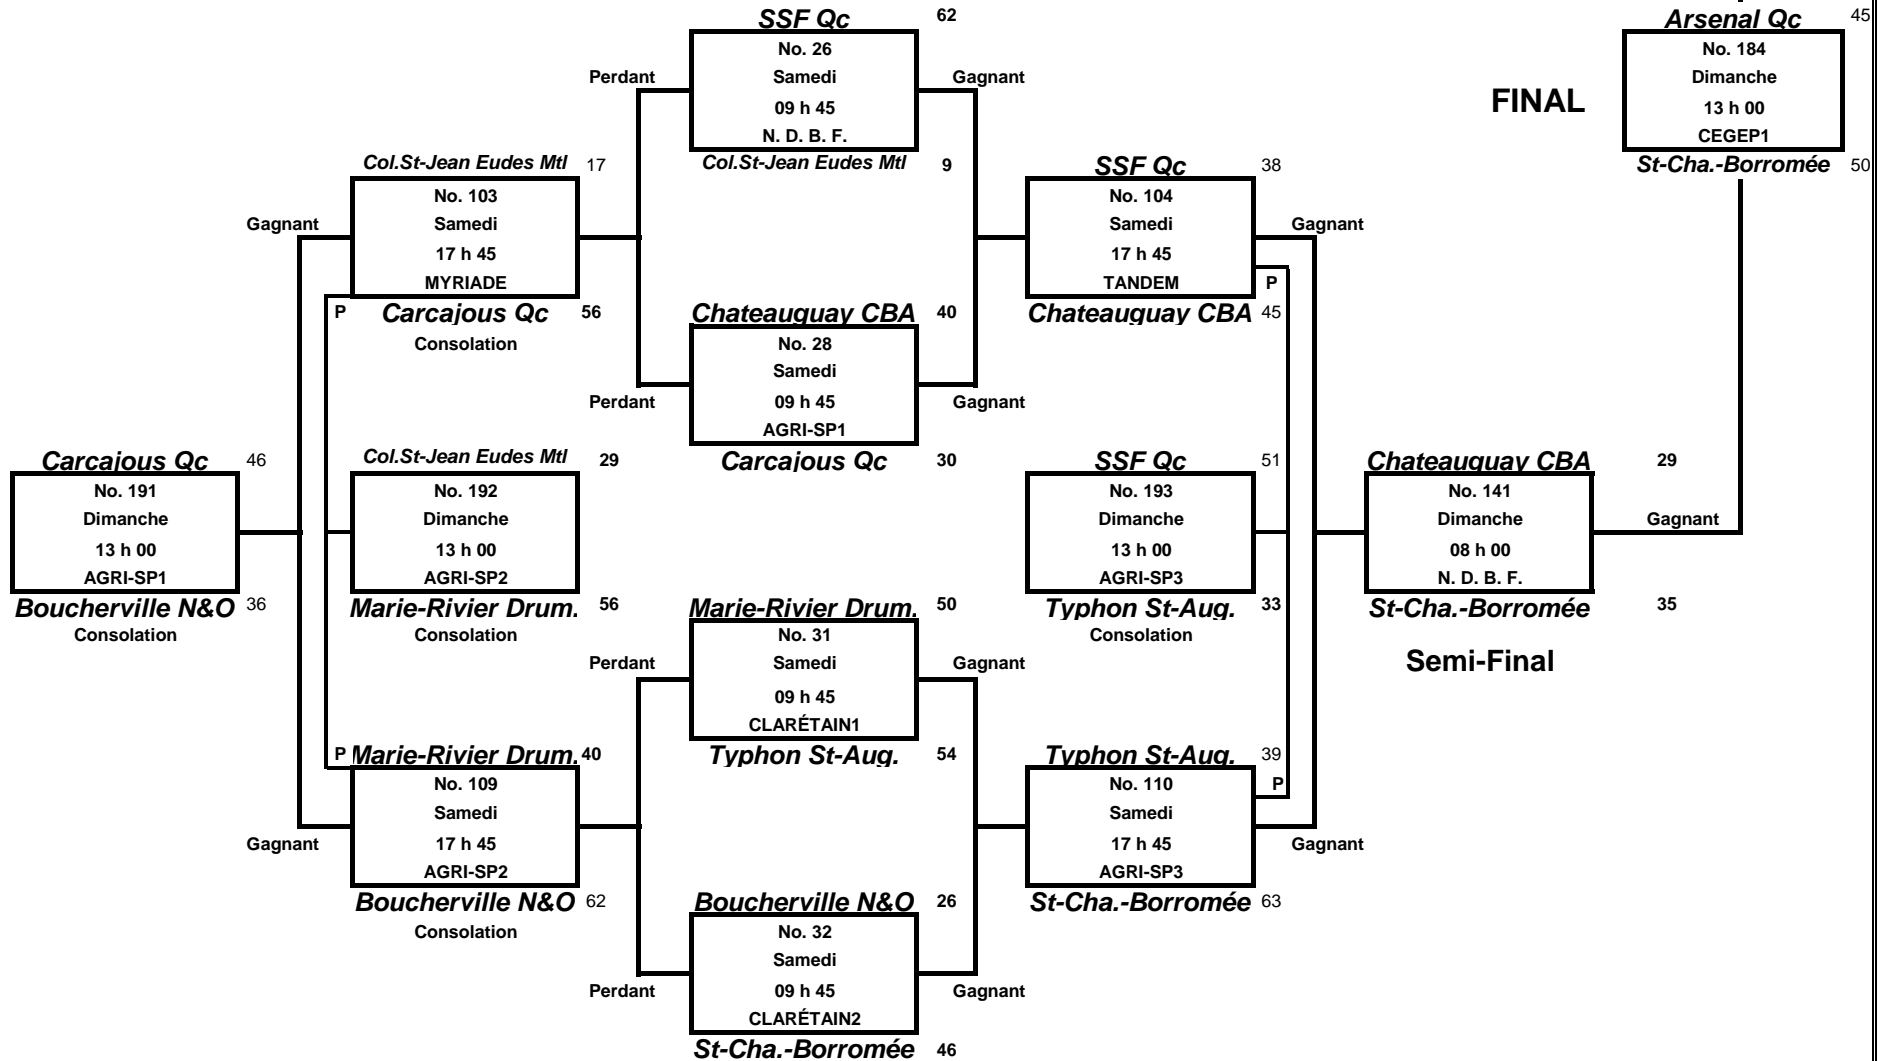 SSF Qc 62
No. 26
Samedi
09 h 45
N. D. B. F.
Col.St-Jean Eudes Mtl 9
Perdant
Gagnant
Arsenal Qc 45
No. 184
Dimanche
13 h 00
CEGEP1
St-Cha.-Borromée 50
FINAL
Col.St-Jean Eudes Mtl 17
No. 103
Samedi
17 h 45
MYRIADE
Carcajous Qc 56
Consolation
Gagnant
P
SSF Qc 38
No. 104
Samedi
17 h 45
TANDEM
Chateauguay CBA 45
Gagnant
P
Chateauguay CBA 40
No. 28
Samedi
09 h 45
AGRI-SP1
Carcajous Qc 30
Perdant
Gagnant
Carcajous Qc 46
No. 191
Dimanche
13 h 00
AGRI-SP1
Boucherville N&O 36
Consolation
Col.St-Jean Eudes Mtl 29
No. 192
Dimanche
13 h 00
AGRI-SP2
Marie-Rivier Drum. 56
Consolation
SSF Qc 51
No. 193
Dimanche
13 h 00
AGRI-SP3
Typhon St-Aug. 33
Consolation
Chateauguay CBA 29
No. 141
Dimanche
08 h 00
N. D. B. F.
St-Cha.-Borromée 35
Gagnant
Semi-Final
Marie-Rivier Drum. 50
No. 31
Samedi
09 h 45
CLARÉTAIN1
Typhon St-Aug. 54
Perdant
Gagnant
P Marie-Rivier Drum. 40
No. 109
Samedi
17 h 45
AGRI-SP2
Boucherville N&O 62
Consolation
Gagnant
Typhon St-Aug. 39
No. 110
P
Samedi
17 h 45
AGRI-SP3
St-Cha.-Borromée 63
Gagnant
Boucherville N&O 26
No. 32
Samedi
09 h 45
CLARÉTAIN2
St-Cha.-Borromée 46
Perdant
Gagnant